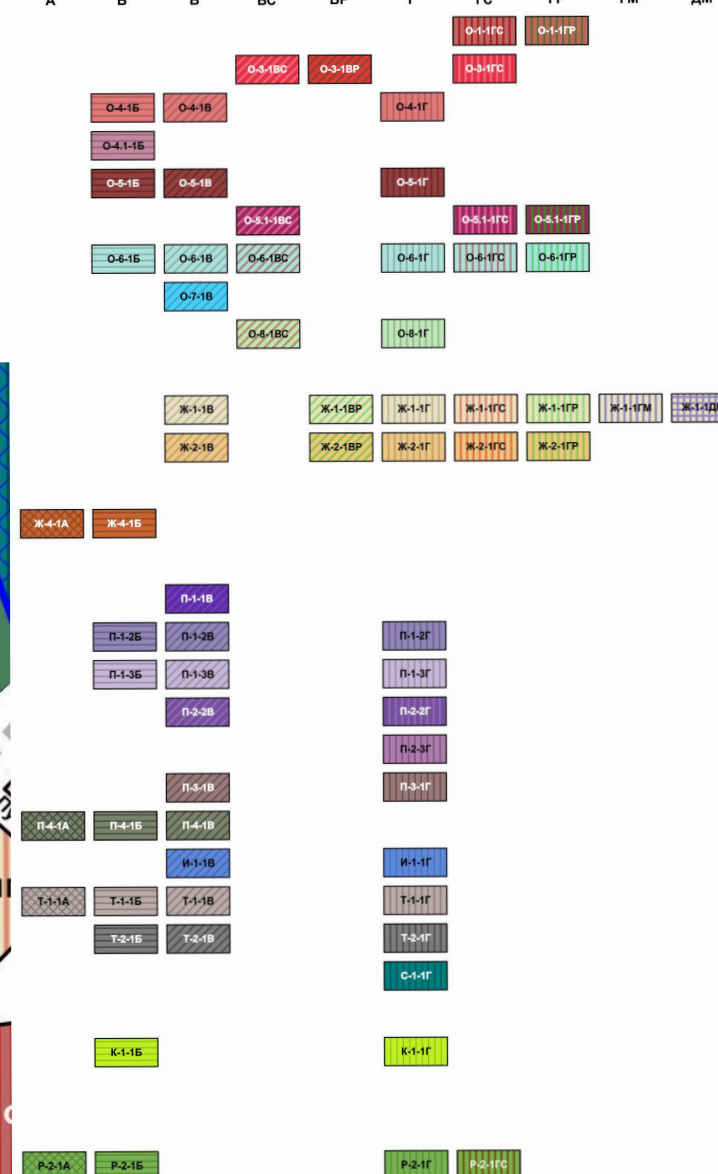 А Б В ВС ВР Г ГС ГР ГМ ДМ
О-1-1ГС О-1-1ГР
О-3-1ВС О-3-1ВР О-3-1ГС
О-4-1Б О-4-1В О-4-1Г
О-4.1-1Б
О-5-1Б О-5-1В О-5-1Г
О-5.1-1ВС О-5.1-1ГС О-5.1-1ГР
О-6-1Б О-6-1В О-6-1ВС О-6-1Г О-6-1ГС О-6-1ГР
О-7-1В
О-8-1ВС О-8-1Г
Ж-1-1В Ж-1-1ВР Ж-1-1Г Ж-1-1ГС Ж-1-1ГР Ж-1-1ГМ Ж-1-1ДМ
Ж-2-1В Ж-2-1ВР Ж-2-1Г Ж-2-1ГС Ж-2-1ГР
Ж-4-1А Ж-4-1Б
П-1-1В
П-1-2Б П-1-2В П-1-2Г
П-1-3Б П-1-3В П-1-3Г
П-2-2В П-2-2Г
П-2-3Г
П-3-1В П-3-1Г
П-4-1А П-4-1Б П-4-1В
И-1-1В И-1-1Г
Т-1-1А Т-1-1Б Т-1-1В Т-1-1Г
Т-2-1Б Т-2-1В Т-2-1Г
С-1-1Г
К-1-1Б К-1-1Г
Р-2-1А Р-2-1Б Р-2-1Г Р-2-1ГС